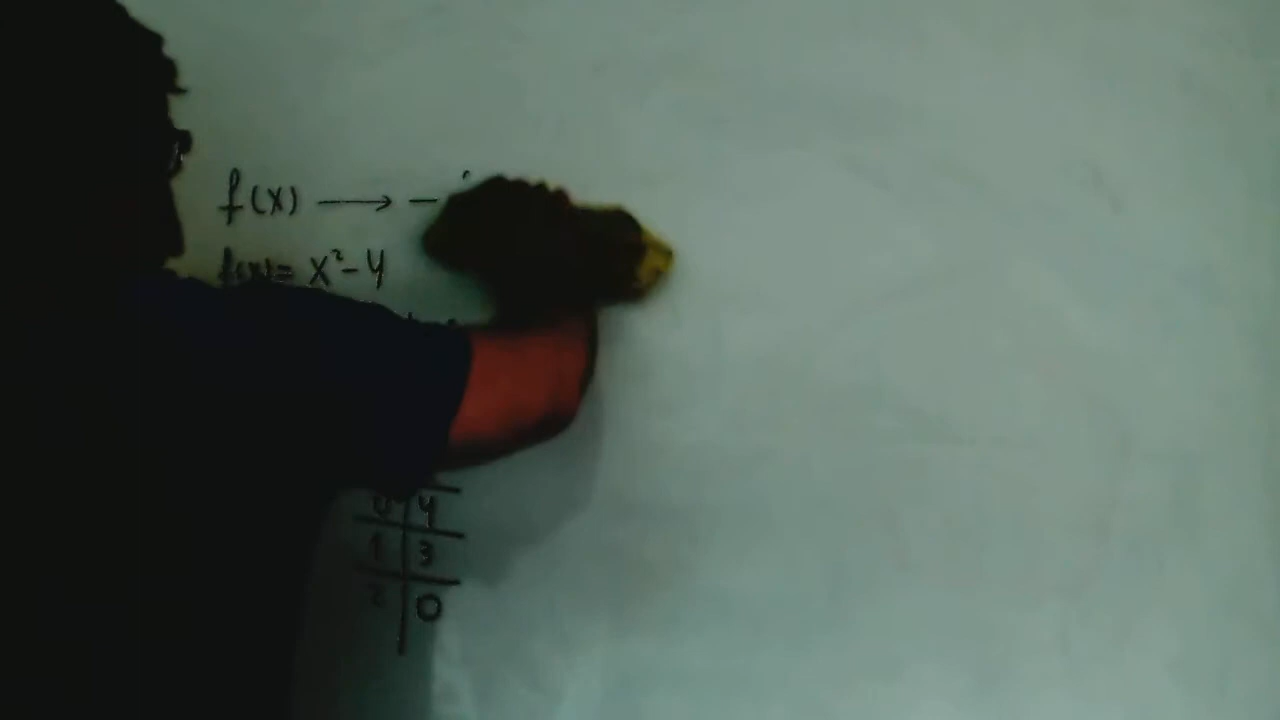 f(x) → –
f(x) = x² - 4
0 4
1 3
2 0